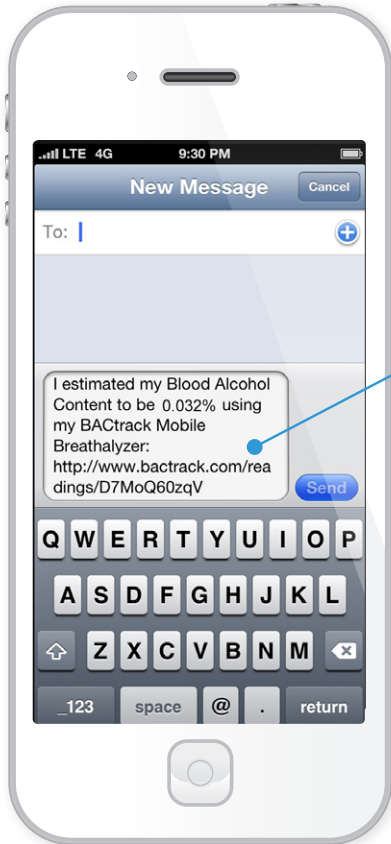 LTE 4G 9:30 PM
New Message Cancel
To:
I estimated my Blood Alcohol
Content to be 0.032% using
my BACtrack Mobile
Breathalyzer:
http://www.bactrack.com/rea
dings/D7MoQ60zqV
Send
Q W E R T Y U I O P
A S D F G H J K L
Z X C V B N M
_123 space @ . return